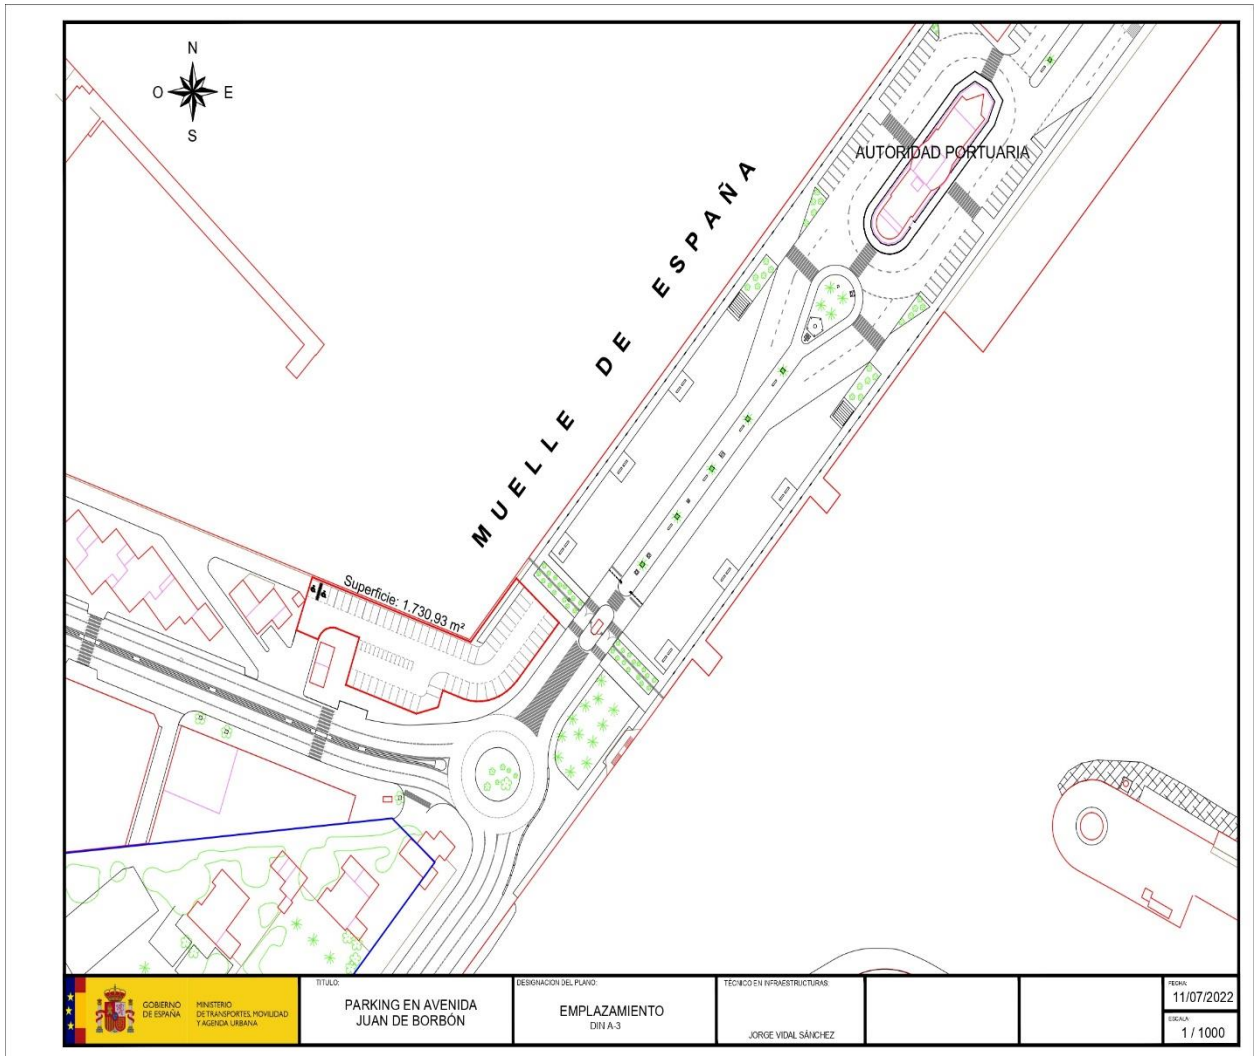 N
O E
S
AUTORIDAD PORTUARIA
MUELLE DE ESPAÑA
Superficie: 1.730,93 m²
GOBIERNO
DE ESPAÑA
MINISTERIO
DE TRANSPORTES, MOVILIDAD
Y AGENDA URBANA
TITULO:
PARKING EN AVENIDA
JUAN DE BORBÓN
DESIGNACION DEL PLANO:
EMPLAZAMIENTO
DIN A-3
TÉCNICO EN INFRAESTRUCTURAS:
JORGE VIDAL SÁNCHEZ
FECHA:
11/07/2022
ESCALA:
1 / 1000